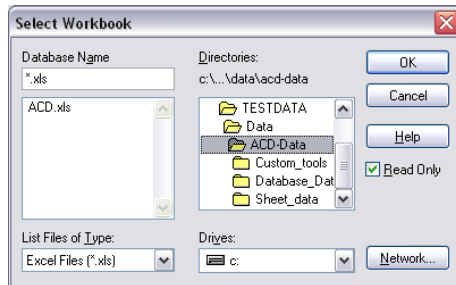 Select Workbook
Database Name
*.xls
ACD.xls
List Files of Type:
Excel Files (*.xls)
Directories:
c:\...\data\acd-data
TESTDATA
Data
ACD-Data
Custom_tools
Database_Dat
Sheet_data
Drives:
c:
OK
Cancel
Help
Read Only
Network...